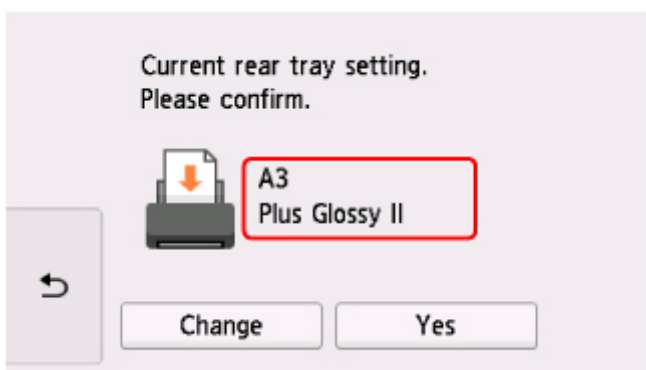 Current rear tray setting.
Please confirm.
A3
Plus Glossy II
Change
Yes